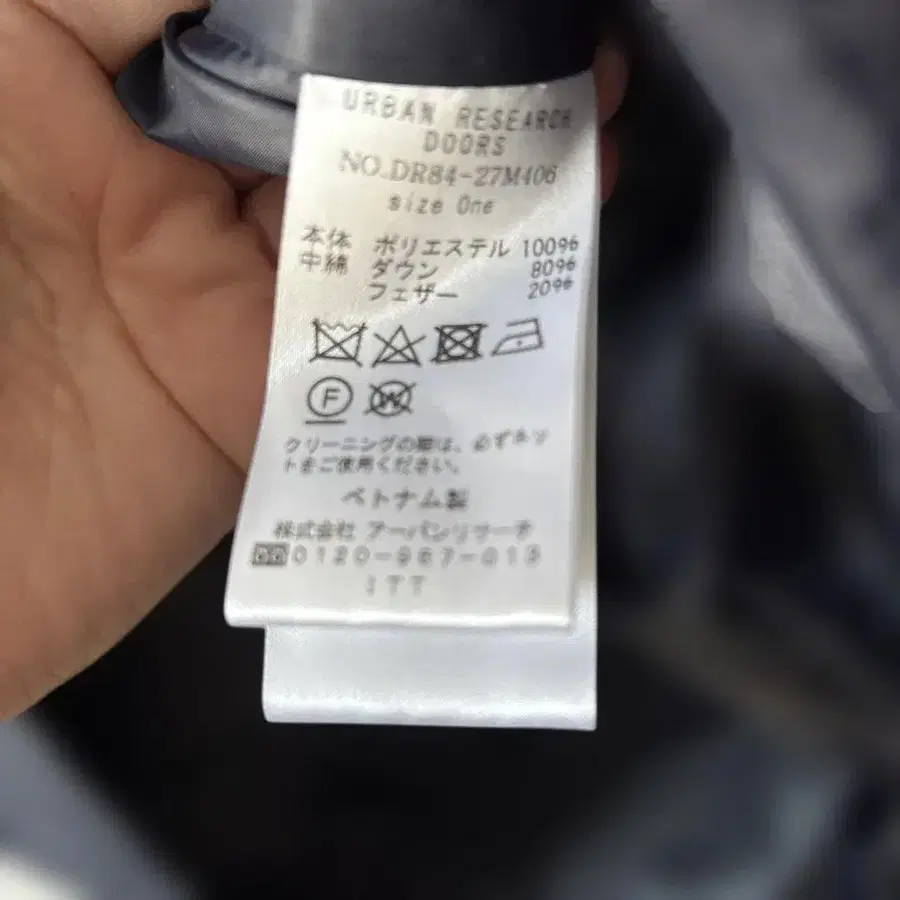 URBAN RESEARCH
DOORS
NO.DR84-27M406
size One
本体 ポリエステル 100%
中綿 ダウン 80%
フェザー 20%
F
W
クリーニングの際は、必ずネッ
トをご使用ください。
ベトナム製
株式会社 アーバンリサーチ
0120-967-013
ITT